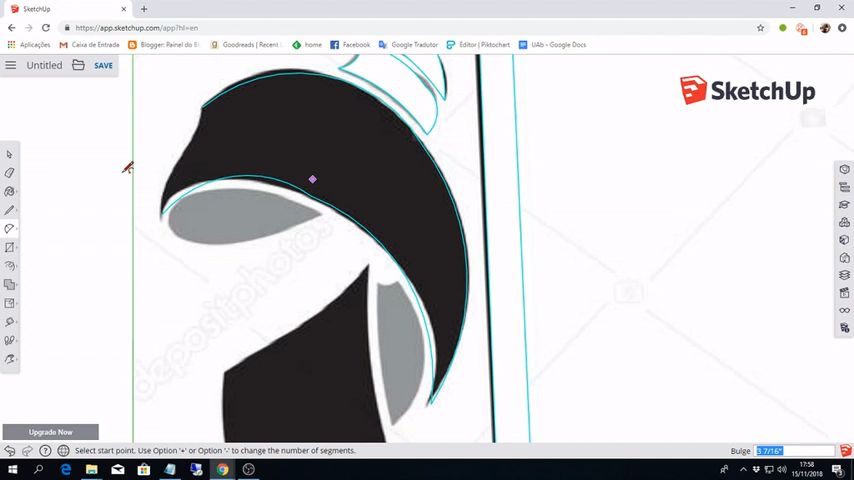 SketchUp
https://app.sketchup.com/app?hl=en
Aplicações
Caixa de Entrada
Blogger: Painel do B
Goodreads | Recent
home
Facebook
Google Tradutor
Editor | Piktochart
UAb - Google Docs
Untitled
SAVE
SketchUp
depositphotos
Upgrade Now
Select start point. Use Option '+' or Option '-' to change the number of segments.
Bulge
3 7/16"
17:58
15/11/2018